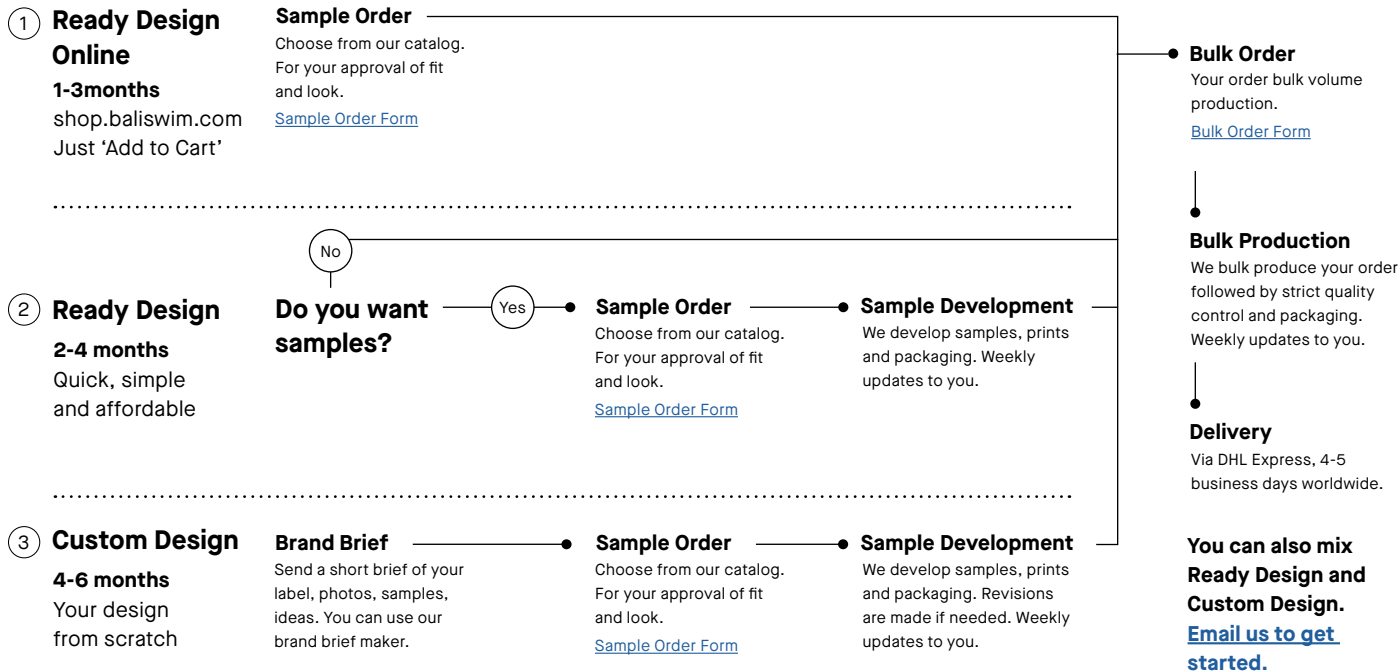 1
Ready Design
Online
1-3months
shop.baliswim.com
Just ‘Add to Cart’
Sample Order
Choose from our catalog.
For your approval of fit
and look.
Sample Order Form
Bulk Order
Your order bulk volume
production.
Bulk Order Form
Bulk Production
We bulk produce your order
followed by strict quality
control and packaging.
Weekly updates to you.
Delivery
Via DHL Express, 4-5
business days worldwide.
2
Ready Design
2-4 months
Quick, simple
and affordable
No
Do you want
samples?
Yes
Sample Order
Choose from our catalog.
For your approval of fit
and look.
Sample Order Form
Sample Development
We develop samples, prints
and packaging. Weekly
updates to you.
3
Custom Design
4-6 months
Your design
from scratch
Brand Brief
Send a short brief of your
label, photos, samples,
ideas. You can use our
brand brief maker.
Sample Order
Choose from our catalog.
For your approval of fit
and look.
Sample Order Form
Sample Development
We develop samples, prints
and packaging. Revisions
are made if needed. Weekly
updates to you.
You can also mix
Ready Design and
Custom Design.
Email us to get
started.